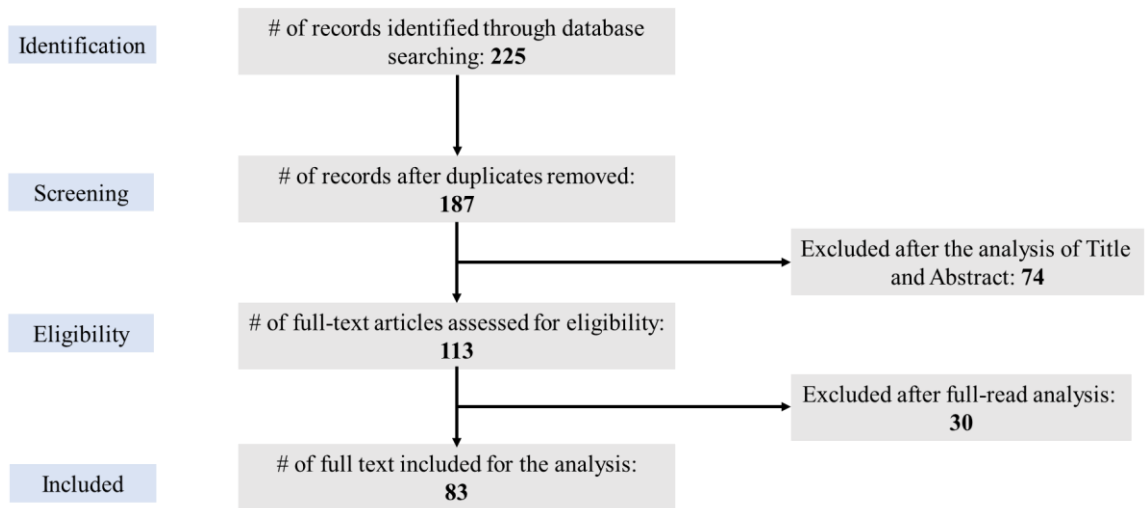 Identification
# of records identified through database
searching: 225
Screening
# of records after duplicates removed:
187
Excluded after the analysis of Title
and Abstract: 74
Eligibility
# of full-text articles assessed for eligibility:
113
Excluded after full-read analysis:
30
Included
# of full text included for the analysis:
83